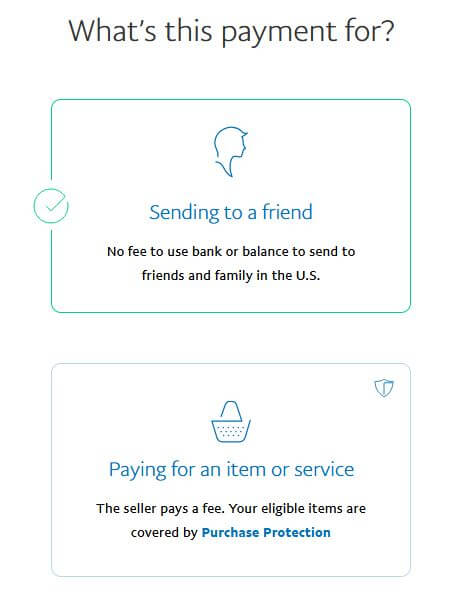 What's this payment for?
Sending to a friend
No fee to use bank or balance to send to
friends and family in the U.S.
Paying for an item or service
The seller pays a fee. Your eligible items are
covered by Purchase Protection